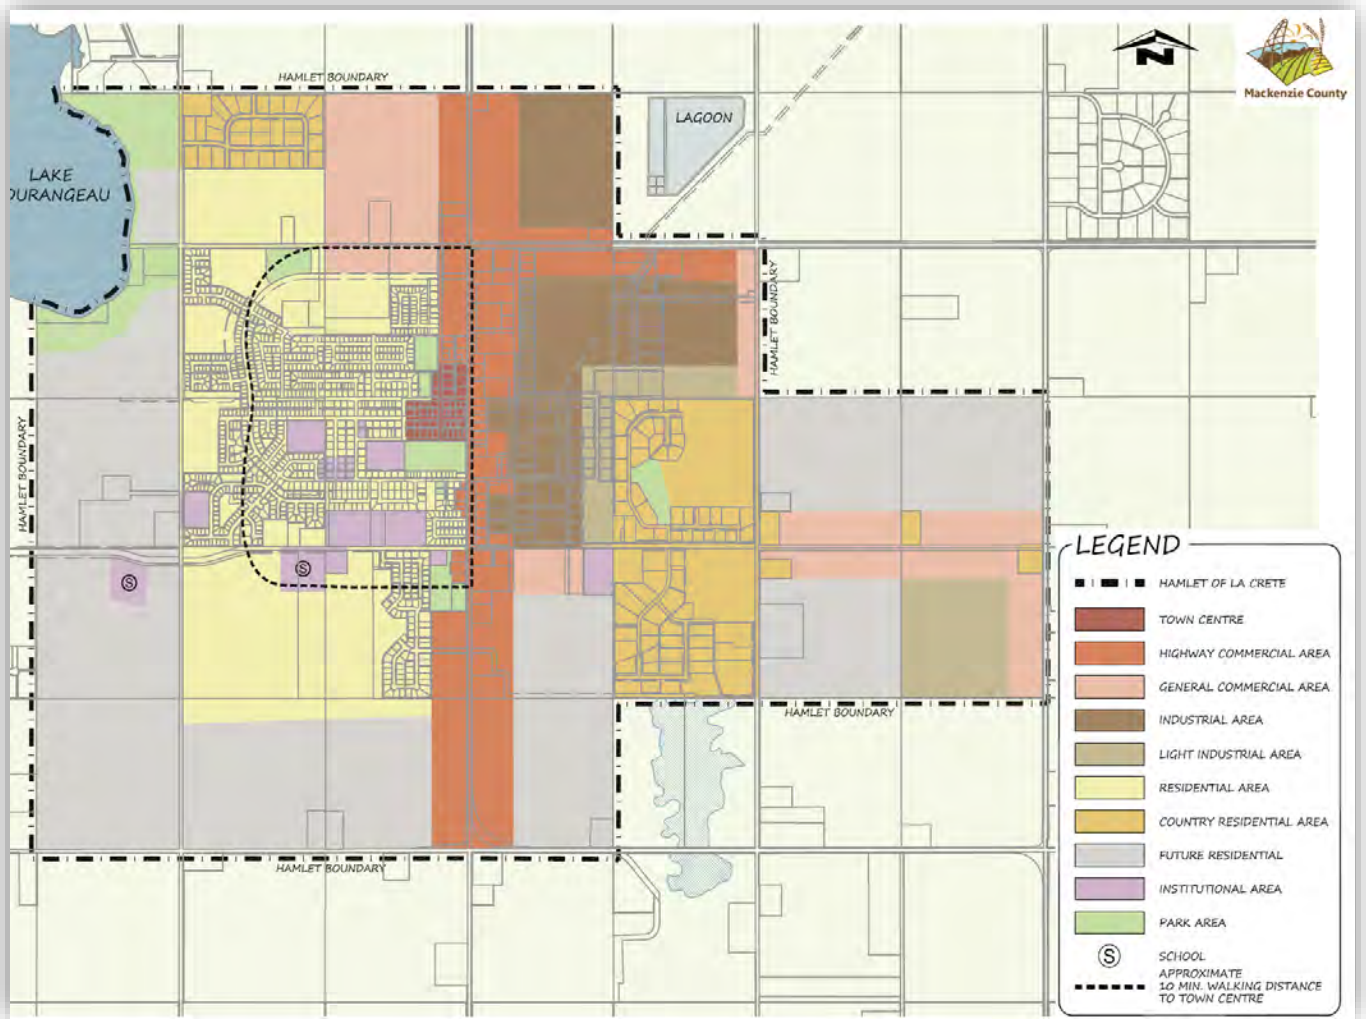 HAMLET BOUNDARY
N
Mackenzie County
LAGOON
LAKE
OURANGEAU
HAMLET BOUNDARY
HAMLET BOUNDARY
S
S
HAMLET BOUNDARY
HAMLET BOUNDARY
LEGEND
HAMLET OF LA CRETE
TOWN CENTRE
HIGHWAY COMMERCIAL AREA
GENERAL COMMERCIAL AREA
INDUSTRIAL AREA
LIGHT INDUSTRIAL AREA
RESIDENTIAL AREA
COUNTRY RESIDENTIAL AREA
FUTURE RESIDENTIAL
INSTITUTIONAL AREA
PARK AREA
S SCHOOL
APPROXIMATE
10 MIN. WALKING DISTANCE
TO TOWN CENTRE